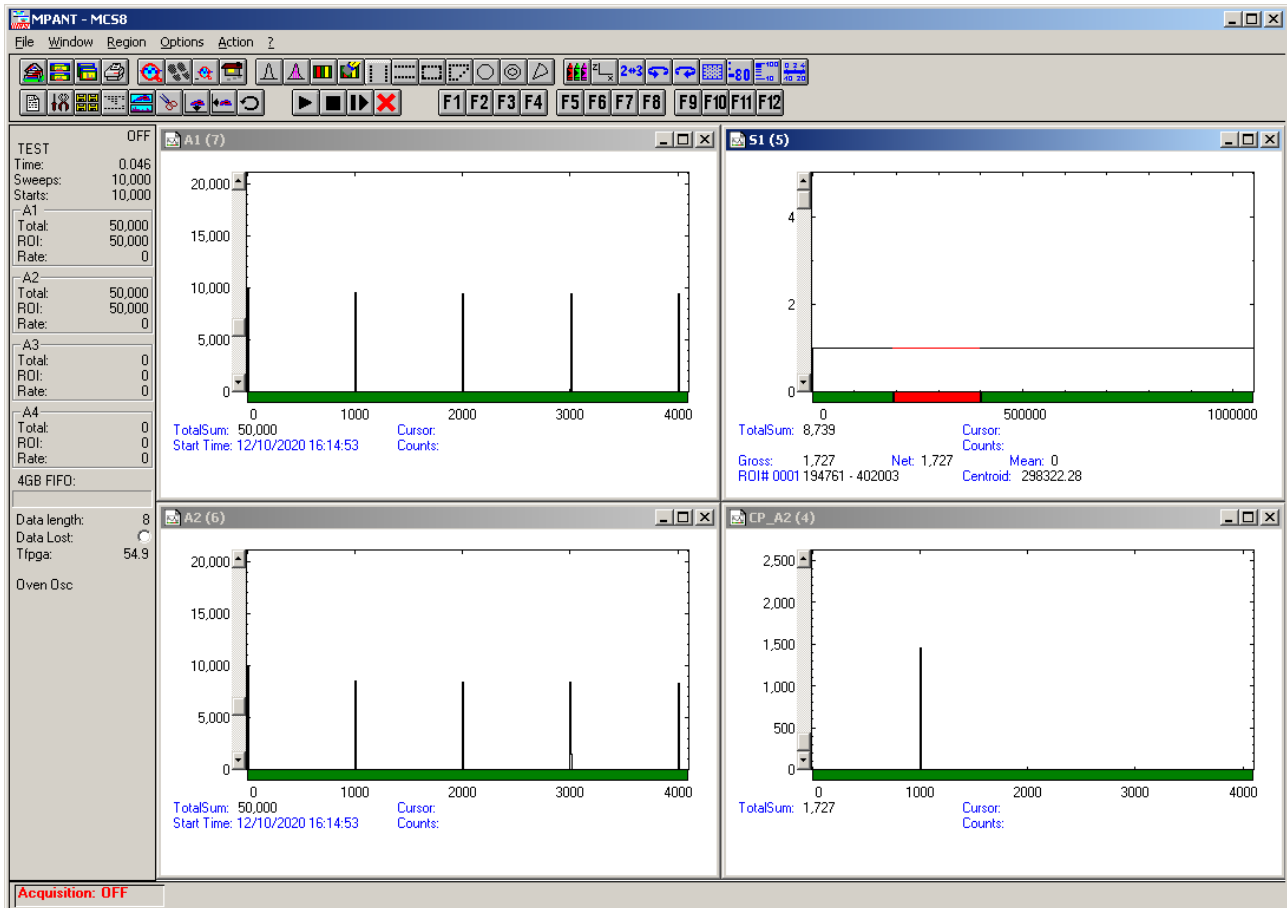 MPANT - MCS8
File Window Region Options Action ?
F1 F2 F3 F4 F5 F6 F7 F8 F9 F10 F11 F12
OFF
TEST
Time: 0.046
Sweeps: 10,000
Starts: 10,000
A1
Total: 50,000
ROI: 50,000
Rate: 0
A2
Total: 50,000
ROI: 50,000
Rate: 0
A3
Total: 0
ROI: 0
Rate: 0
A4
Total: 0
ROI: 0
Rate: 0
4GB FIFO:
Data length: 8
Data Lost:
Tfpga: 54.9
Oven Osc
A1 (7)
20,000
15,000
10,000
5,000
0
0 1000 2000 3000 4000
TotalSum: 50,000 Cursor:
Start Time: 12/10/2020 16:14:53 Counts:
S1 (5)
4
2
0
0 500000 1000000
TotalSum: 8,739 Cursor:
Counts:
Gross: 1,727 Net: 1,727 Mean: 0
ROI# 0001 194761 - 402003 Centroid: 298322.28
A2 (6)
20,000
15,000
10,000
5,000
0
0 1000 2000 3000 4000
TotalSum: 50,000 Cursor:
Start Time: 12/10/2020 16:14:53 Counts:
CP_A2 (4)
2,500
2,000
1,500
1,000
500
0
0 1000 2000 3000 4000
TotalSum: 1,727 Cursor:
Counts:
Acquisition: OFF